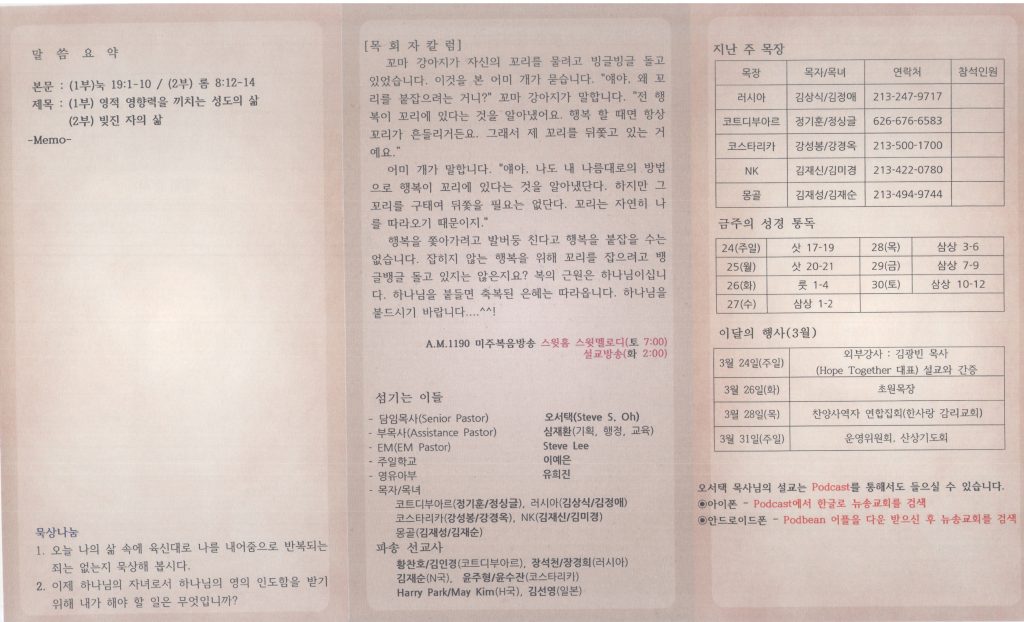 말 씀 요 약
본문 : (1부)눅 19:1-10 / (2부) 롬 8:12-14
제목 : (1부) 영적 영향력을 끼치는 성도의 삶
(2부) 빚진 자의 삶
-Memo-
묵상나눔
1. 오늘 나의 삶 속에 육신대로 나를 내어줌으로 반복되는
죄는 없는지 묵상해 봅시다.
2. 이제 하나님의 자녀로서 하나님의 영의 인도함을 받기
위해 내가 해야 할 일은 무엇입니까?
[목 회 자 칼 럼]
꼬마 강아지가 자신의 꼬리를 물려고 빙글빙글 돌고
있었습니다. 이것을 본 어미 개가 묻습니다. "얘야, 왜 꼬
리를 붙잡으려는 거니?" 꼬마 강아지가 말합니다. "전 행
복이 꼬리에 있다는 것을 알아냈어요. 행복 할 때면 항상
꼬리가 흔들리거든요. 그래서 제 꼬리를 뒤쫓고 있는 거
예요."
어미 개가 말합니다. "얘야, 나도 내 나름대로의 방법
으로 행복이 꼬리에 있다는 것을 알아냈단다. 하지만 그
꼬리를 구태여 뒤쫓을 필요는 없단다. 꼬리는 자연히 나
를 따라오기 때문이지."
행복을 쫓아가려고 발버둥 친다고 행복을 붙잡을 수는
없습니다. 잡히지 않는 행복을 위해 꼬리를 잡으려고 뱅
글뱅글 돌고 있지는 않은지요? 복의 근원은 하나님이십니
다. 하나님을 붙들면 축복된 은혜는 따라옵니다. 하나님을
붙드시기 바랍니다....^^!
A.M.1190 미주복음방송 스윗홈 스윗멜로디(토 7:00)
설교방송(화 2:00)
섬기는 이들
- 담임목사(Senior Pastor) 오서택(Steve S. Oh)
- 부목사(Assistance Pastor) 심재환(기획, 행정, 교육)
- EM(EM Pastor) Steve Lee
- 주일학교 이예은
- 영유아부 유희진
- 목자/목녀
코트디부아르(정기훈/정싱글), 러시아(김상식/김정애)
코스타리카(강성봉/강경옥), NK(김재신/김미경)
몽골(김재성/김재순)
파송 선교사
황찬호/김인경(코트디부아르), 장석천/장경희(러시아)
김재순(N국), 윤주형/윤수잔(코스타리카)
Harry Park/May Kim(H국), 김선영(일본)
지난 주 목장
목장 목자/목녀 연락처 참석인원
러시아 김상식/김정애 213-247-9717
코트디부아르 정기훈/정싱글 626-676-6583
코스타리카 강성봉/강경옥 213-500-1700
NK 김재신/김미경 213-422-0780
몽골 김재성/김재순 213-494-9744
금주의 성경 통독
24(주일) 삿 17-19 28(목) 삼상 3-6
25(월) 삿 20-21 29(금) 삼상 7-9
26(화) 룻 1-4 30(토) 삼상 10-12
27(수) 삼상 1-2
이달의 행사(3월)
3월 24일(주일) 외부강사 : 김광빈 목사
(Hope Together 대표) 설교와 간증
3월 26일(화) 초원목장
3월 28일(목) 찬양사역자 연합집회(한사랑 감리교회)
3월 31일(주일) 운영위원회, 산상기도회
오서택 목사님의 설교는 Podcast를 통해서도 들으실 수 있습니다.
◉아이폰 - Podcast에서 한글로 뉴송교회를 검색
◉안드로이드폰 - Podbean 어플을 다운 받으신 후 뉴송교회를 검색